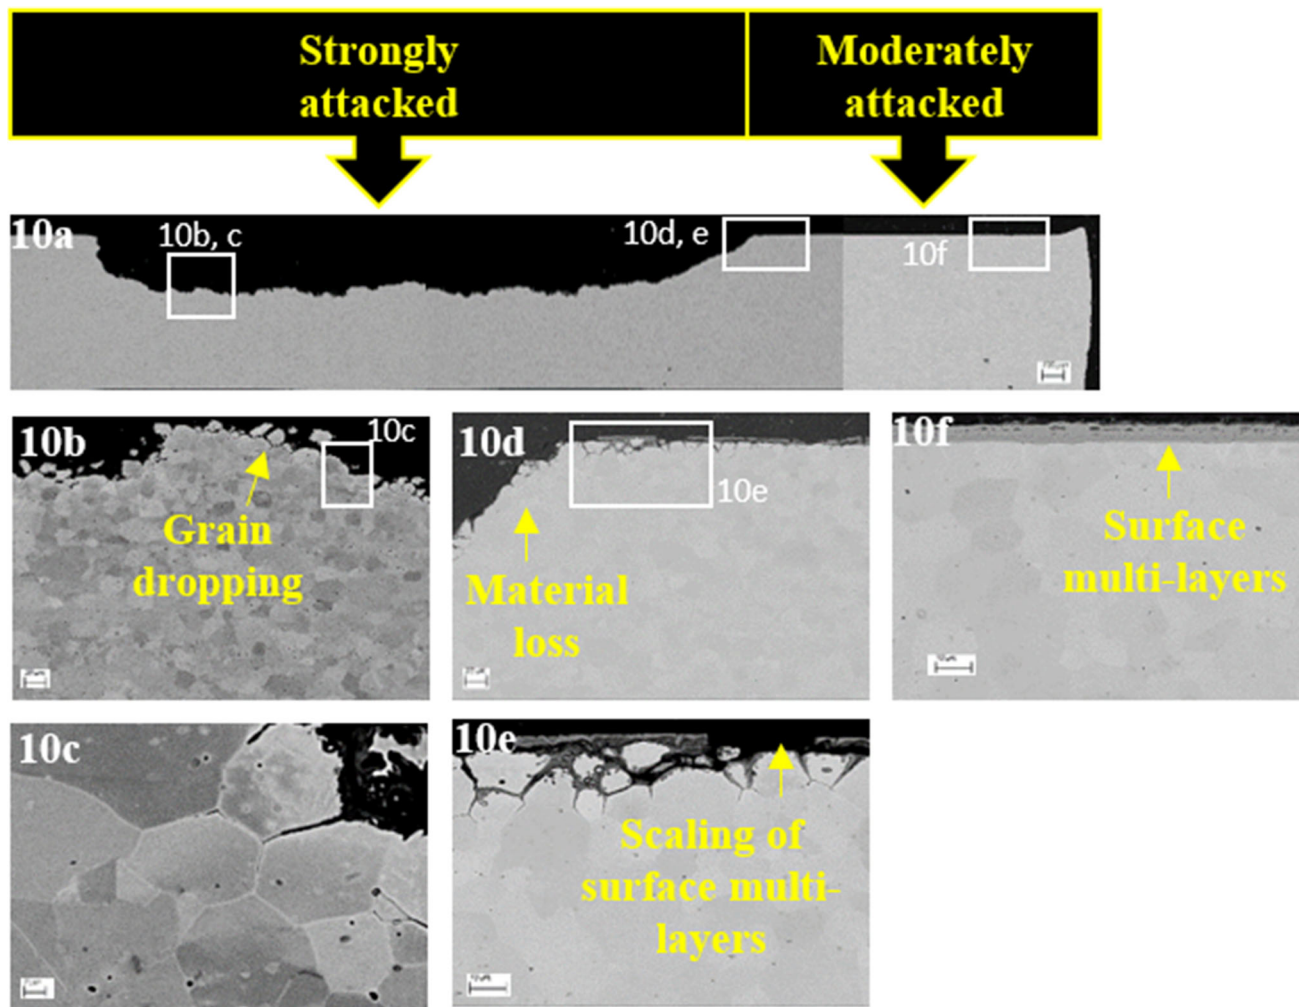 Strongly
attacked
Moderately
attacked
10a
10b, c
10d, e
10f
10b
10c
Grain
dropping
10d
10e
Material
loss
10f
Surface
multi-layers
10c
10e
Scaling of
surface multi-
layers